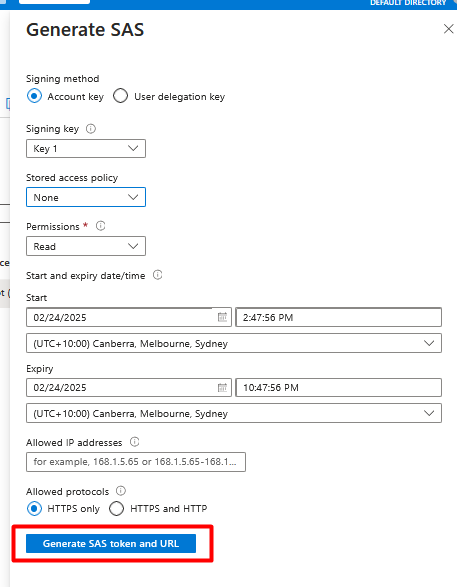 DEFAULT DIRECTORY
Generate SAS
Signing method
Account key User delegation key
Signing key
Key 1
Stored access policy
None
Permissions *
Read
Start and expiry date/time
Start
02/24/2025 2:47:56 PM
(UTC+10:00) Canberra, Melbourne, Sydney
Expiry
02/24/2025 10:47:56 PM
(UTC+10:00) Canberra, Melbourne, Sydney
Allowed IP addresses
for example, 168.1.5.65 or 168.1.5.65-168.1...
Allowed protocols
HTTPS only HTTPS and HTTP
Generate SAS token and URL